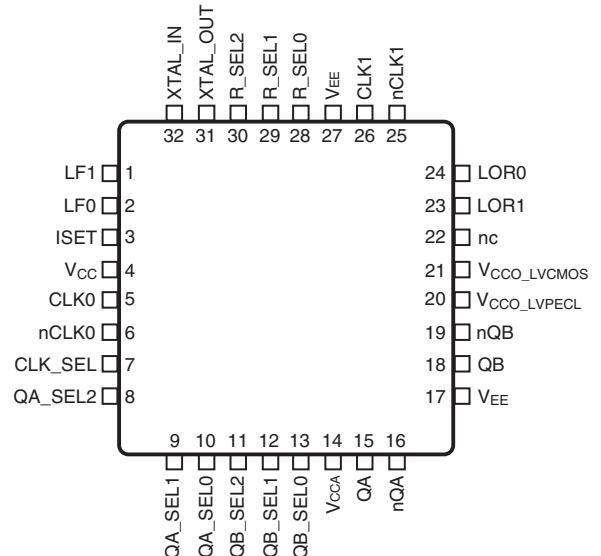 XTAL_IN
XTAL_OUT
R_SEL2
R_SEL1
R_SEL0
VEE
CLK1
nCLK1
32 31 30 29 28 27 26 25
LF1 1
LF0 2
ISET 3
VCC 4
CLK0 5
nCLK0 6
CLK_SEL 7
QA_SEL2 8
24 LOR0
23 LOR1
22 nc
21 VCCO_LVCMOS
20 VCCO_LVPECL
19 nQB
18 QB
17 VEE
9 10 11 12 13 14 15 16
QA_SEL1
QA_SEL0
QB_SEL2
QB_SEL1
QB_SEL0
VCCA
QA
nQA